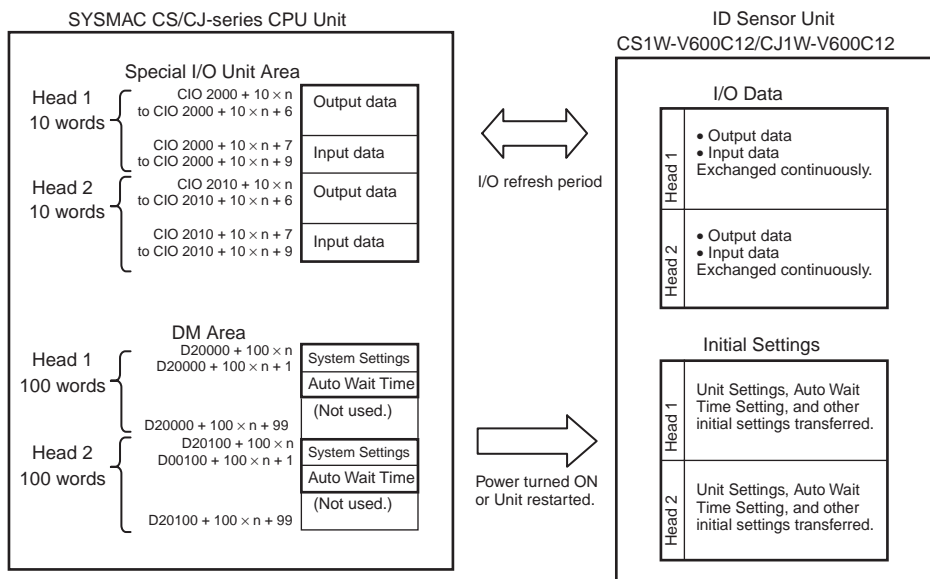 SYSMAC CS/CJ-series CPU Unit
Special I/O Unit Area
Head 1
10 words
CIO 2000 + 10 × n
to CIO 2000 + 10 × n + 6
Output data
CIO 2000 + 10 × n + 7
to CIO 2000 + 10 × n + 9
Input data
Head 2
10 words
CIO 2010 + 10 × n
to CIO 2010 + 10 × n + 6
Output data
CIO 2010 + 10 × n + 7
to CIO 2010 + 10 × n + 9
Input data
DM Area
Head 1
100 words
D20000 + 100 × n
System Settings
D20000 + 100 × n + 1
Auto Wait Time
(Not used.)
D20000 + 100 × n + 99
Head 2
100 words
D20100 + 100 × n
System Settings
D00100 + 100 × n + 1
Auto Wait Time
(Not used.)
D20100 + 100 × n + 99
I/O refresh period
Power turned ON
or Unit restarted.
ID Sensor Unit
CS1W-V600C12/CJ1W-V600C12
I/O Data
Head 1
• Output data
• Input data
Exchanged continuously.
Head 2
• Output data
• Input data
Exchanged continuously.
Initial Settings
Head 1
Unit Settings, Auto Wait
Time Setting, and other
initial settings transferred.
Head 2
Unit Settings, Auto Wait
Time Setting, and other
initial settings transferred.